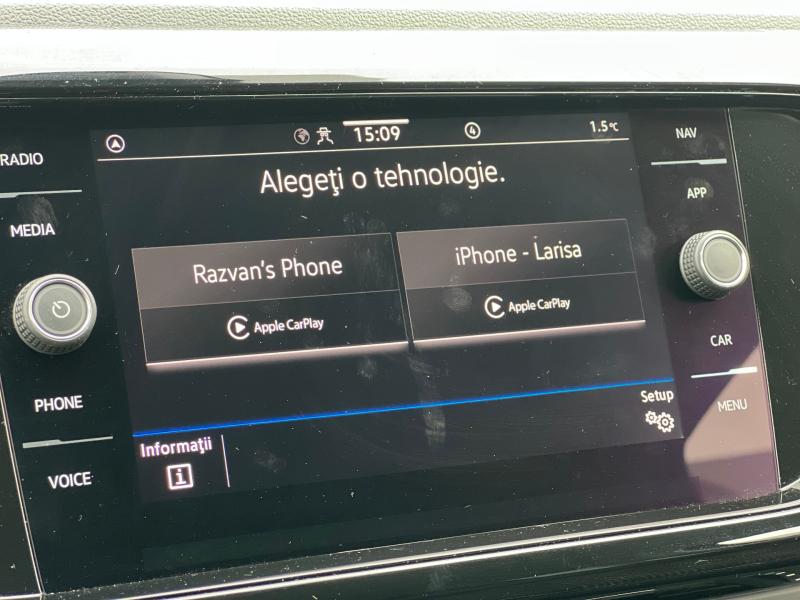 RADIO
MEDIA
PHONE
VOICE
15:09
4
1.5°C
Alegeţi o tehnologie.
Razvan's Phone
Apple CarPlay
iPhone - Larisa
Apple CarPlay
Informaţii
i
Setup
NAV
APP
CAR
MENU